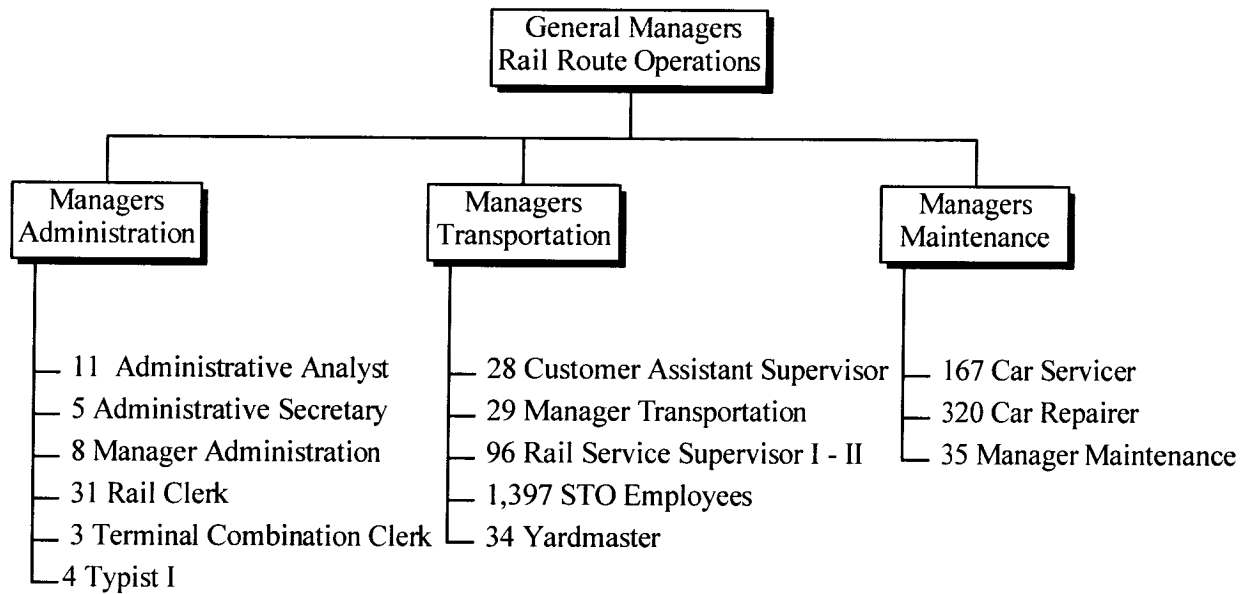 General Managers
Rail Route Operations
Managers
Administration
11 Administrative Analyst
5 Administrative Secretary
8 Manager Administration
31 Rail Clerk
3 Terminal Combination Clerk
4 Typist I
Managers
Transportation
28 Customer Assistant Supervisor
29 Manager Transportation
96 Rail Service Supervisor I - II
1,397 STO Employees
34 Yardmaster
Managers
Maintenance
167 Car Servicer
320 Car Repairer
35 Manager Maintenance